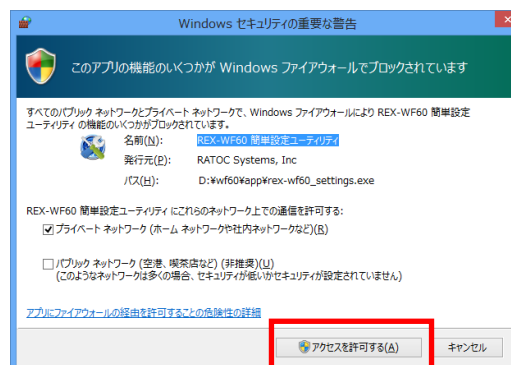 Windows セキュリティの重要な警告
このアプリの機能のいくつかが Windows ファイアウォールでブロックされています
すべてのパブリック ネットワークとプライベート ネットワークで、Windows ファイアウォールにより REX-WF60 簡単設定
ユーティリティ の機能のいくつかがブロックされています。
名前(N): REX-WF60 簡単設定ユーティリティ
発行元(P): RATOC Systems, Inc
パス(H): D:¥wf60¥app¥rex-wf60_settings.exe
REX-WF60 簡単設定ユーティリティ にこれらのネットワーク上での通信を許可する:
プライベート ネットワーク (ホーム ネットワークや社内ネットワークなど)(R)
パブリック ネットワーク (空港、喫茶店など) (非推奨)(U)
(このようなネットワークは多くの場合、セキュリティが低いかセキュリティが設定されていません)
アプリにファイアウォールの経由を許可することの危険性の詳細
アクセスを許可する(A) キャンセル